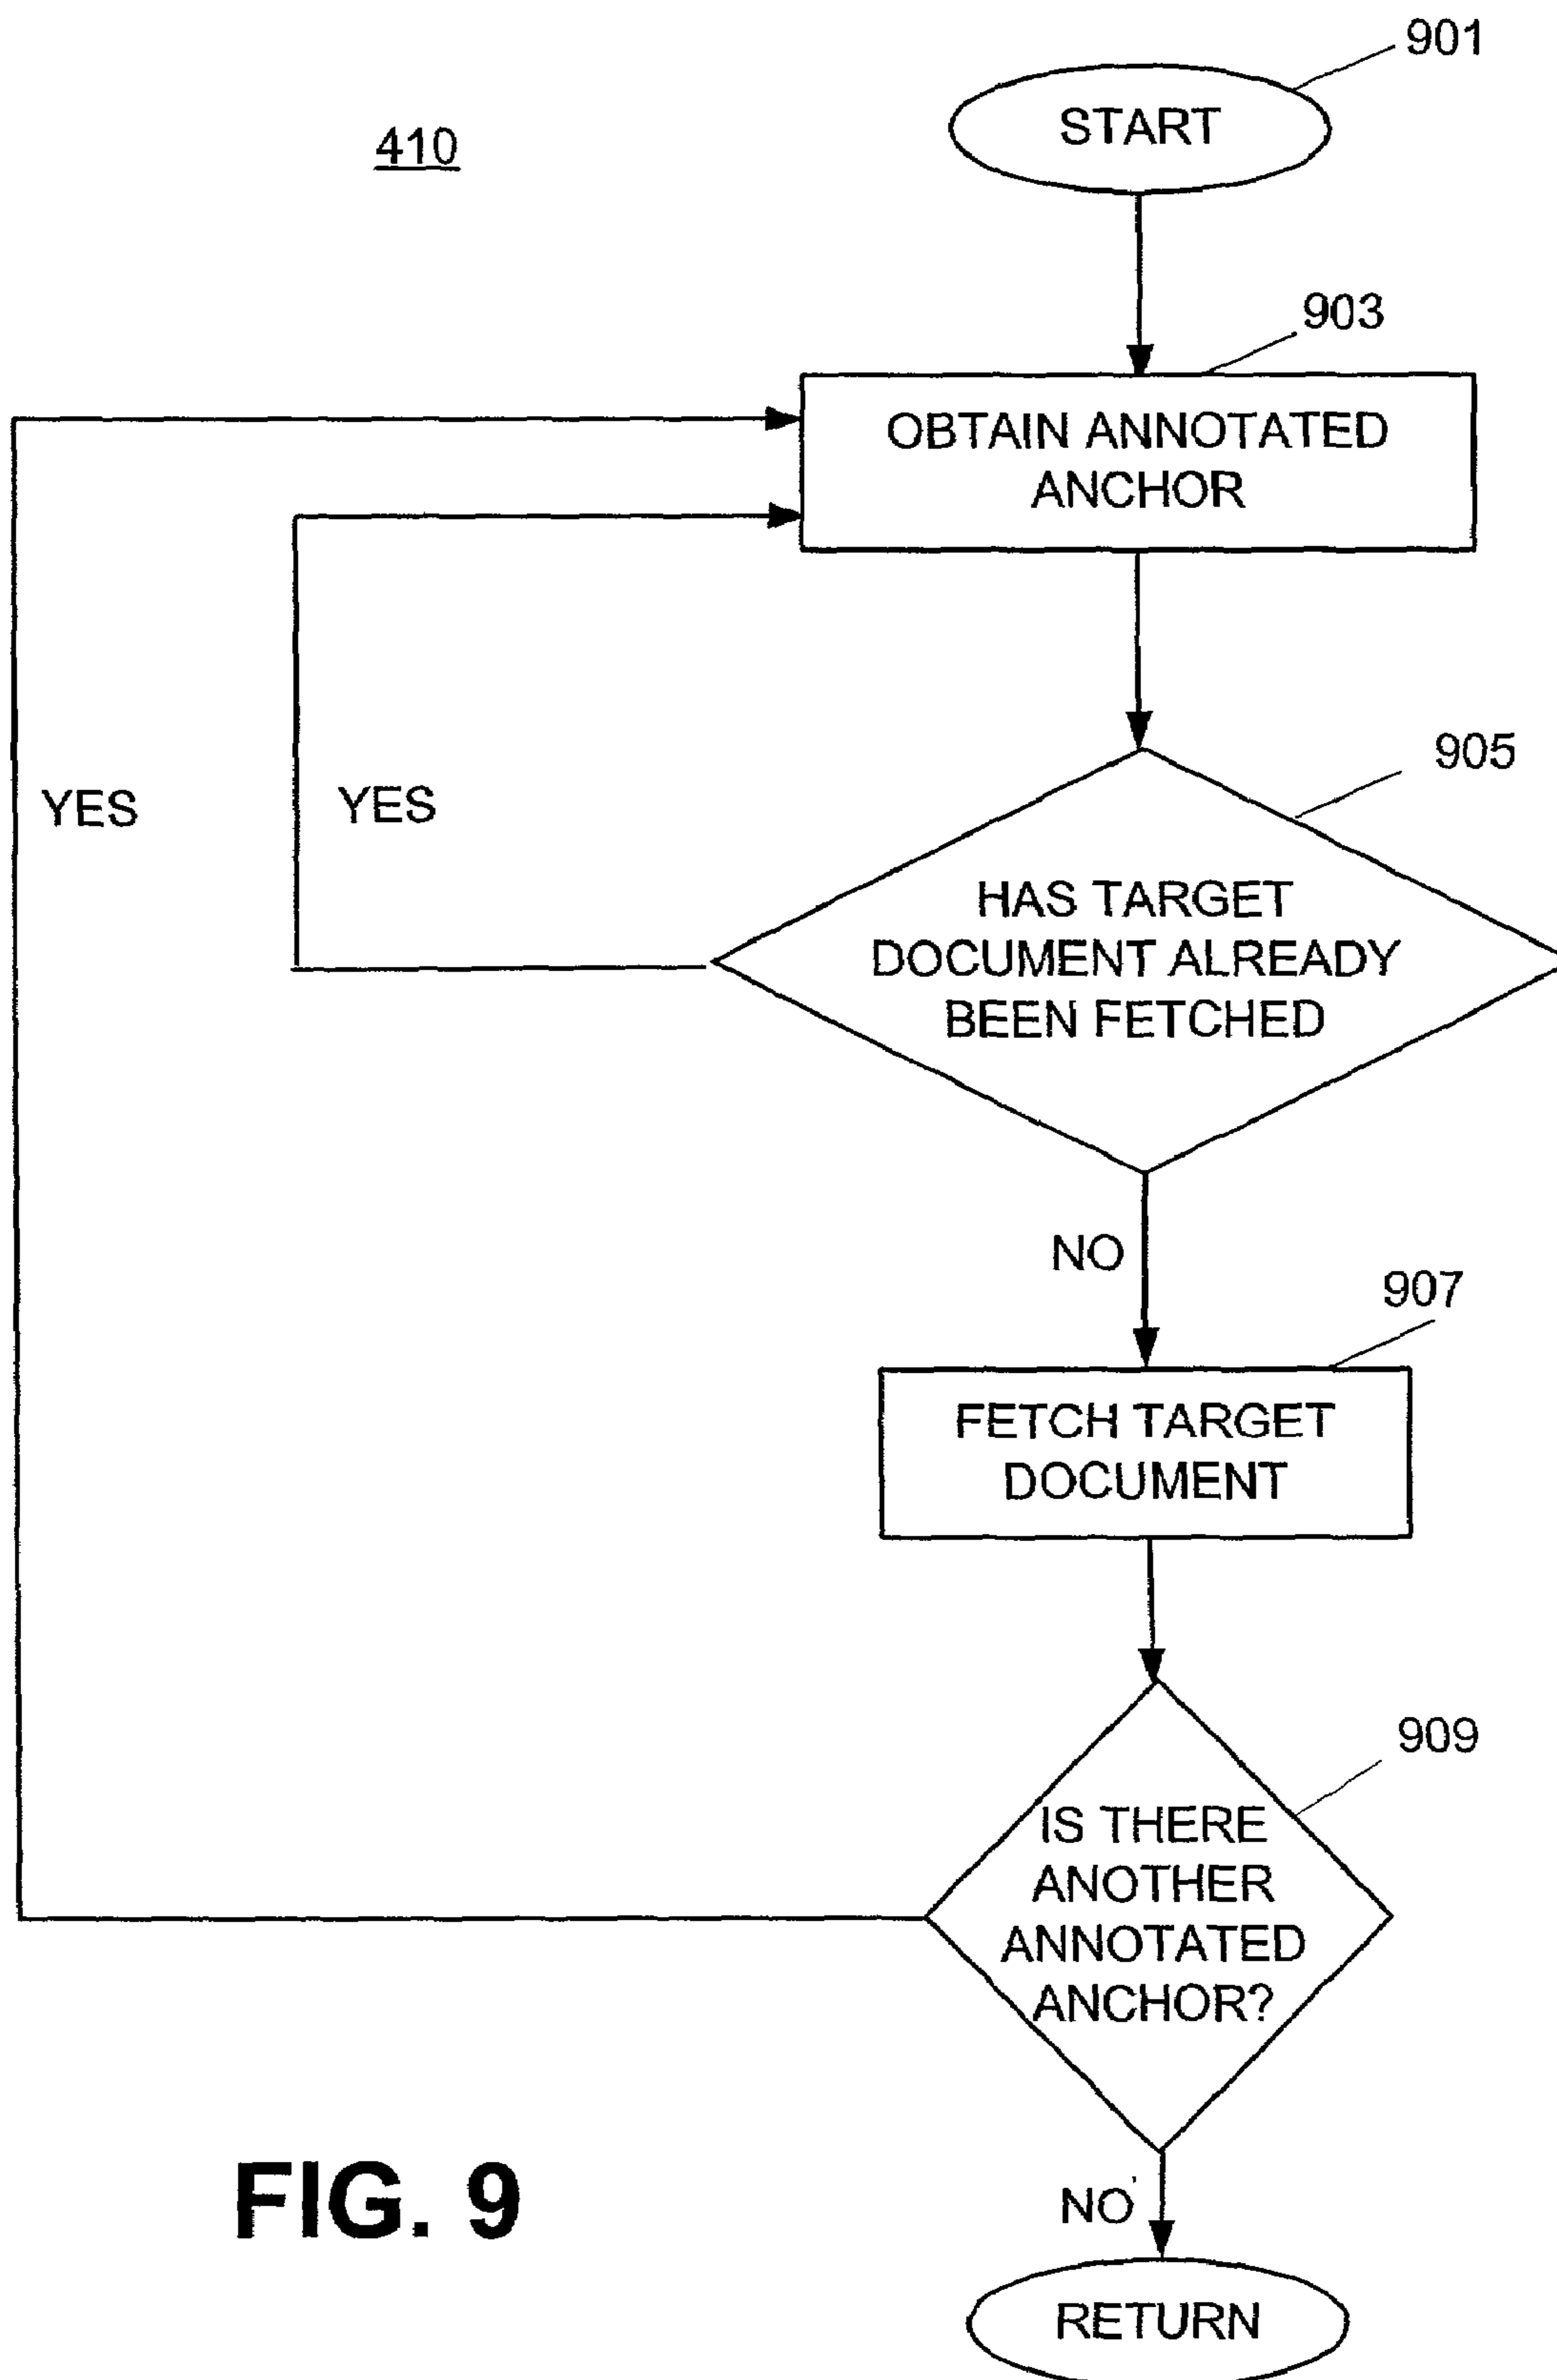 901
START
410
903
OBTAIN ANNOTATED
ANCHOR
905
YES
YES
HAS TARGET
DOCUMENT ALREADY
BEEN FETCHED
NO
907
FETCH TARGET
DOCUMENT
909
IS THERE
ANOTHER
ANNOTATED
ANCHOR?
NO
FIG. 9
RETURN